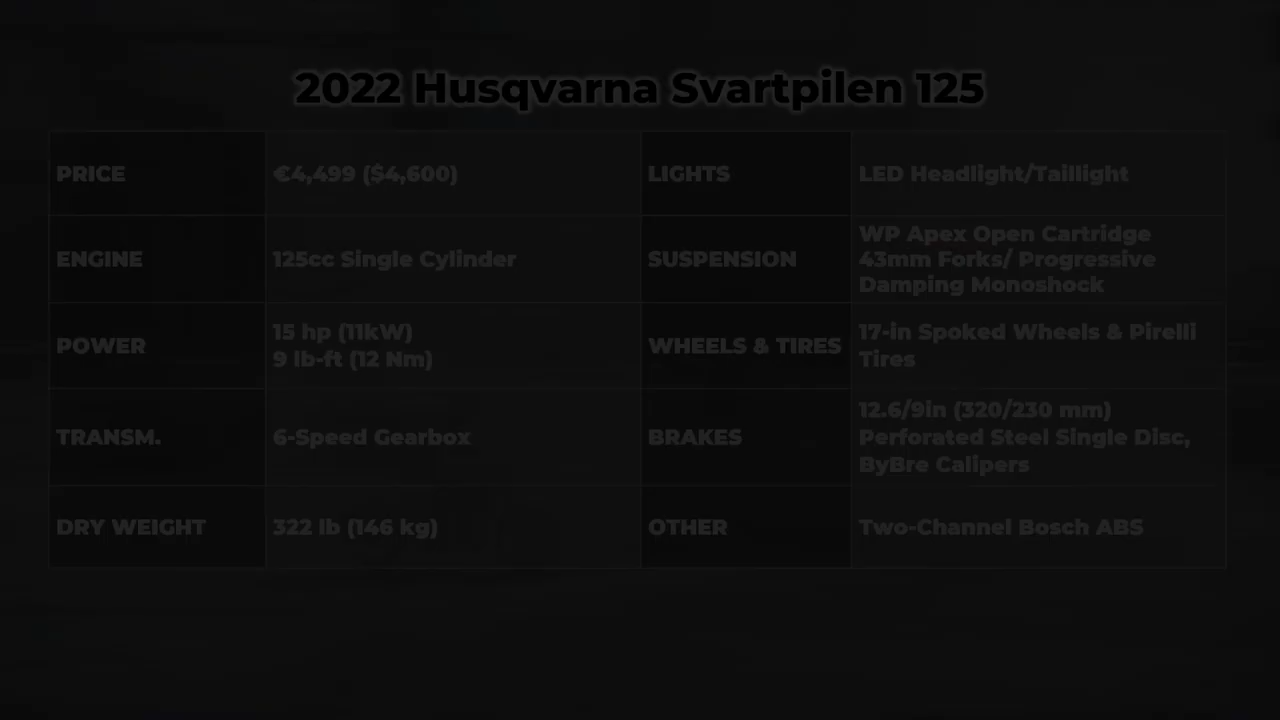 2022 Husqvarna Svartpilen 125
PRICE
€4,499 ($4,600)
LIGHTS
LED Headlight/Taillight
ENGINE
125cc Single Cylinder
SUSPENSION
WP Apex Open Cartridge
43mm Forks/ Progressive
Damping Monoshock
POWER
15 hp (11kW)
9 lb-ft (12 Nm)
WHEELS & TIRES
17-in Spoked Wheels & Pirelli
Tires
TRANSM.
6-Speed Gearbox
BRAKES
12.6/9in (320/230 mm)
Perforated Steel Single Disc,
ByBre Calipers
DRY WEIGHT
322 lb (146 kg)
OTHER
Two-Channel Bosch ABS